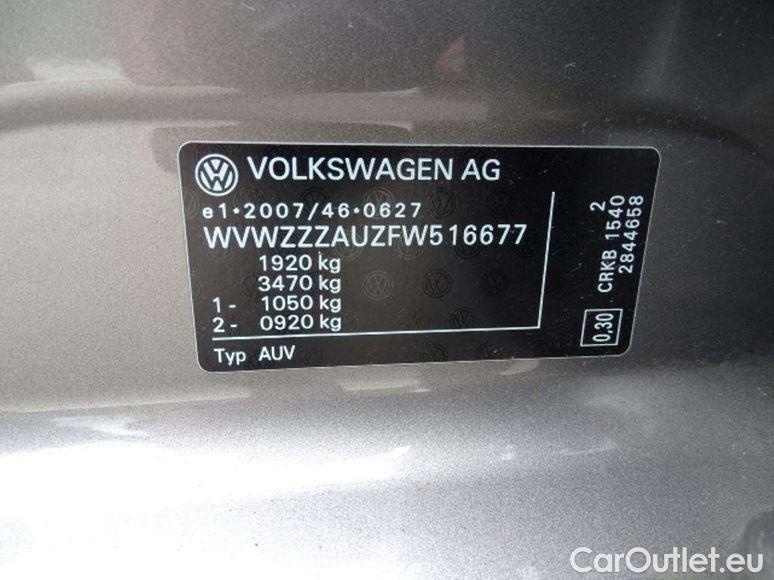 VOLKSWAGEN AG
e1*2007/46*0627
WVWZZZAUZFW516677
1920 kg
3470 kg
1 - 1050 kg
2 - 0920 kg
Typ AUV
2
CRKB 1540
2844658
0,30
CarOutlet.eu